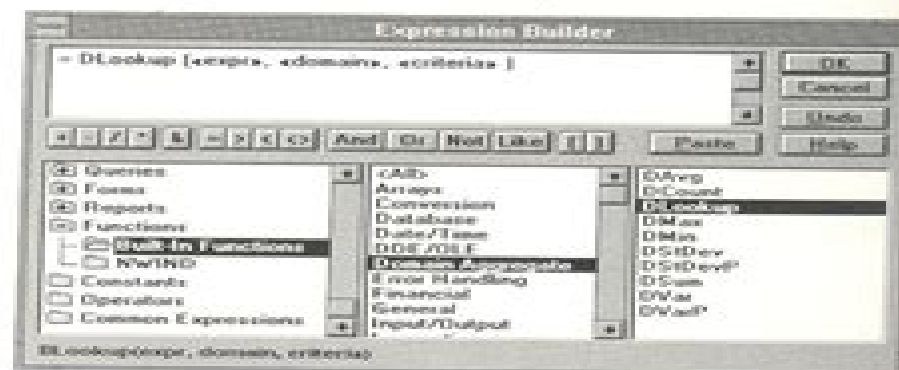 Expression Builder
= DLookup («expr», «domain», «criteria» )
OK
Cancel
Undo
Help
+ - / * & = > < <> And Or Not Like ( ) Paste
Queries
Forms
Reports
Functions
Built-In Functions
NWIND
Constants
Operators
Common Expressions
<All>
Arrays
Conversion
Database
Date/Time
DDE/OLE
Domain Aggregate
Error Handling
Financial
General
Input/Output
DAvg
DCount
DLookup
DMax
DMin
DStDev
DStDevP
DSum
DVar
DVarP
DLookup(expr, domain, criteria)